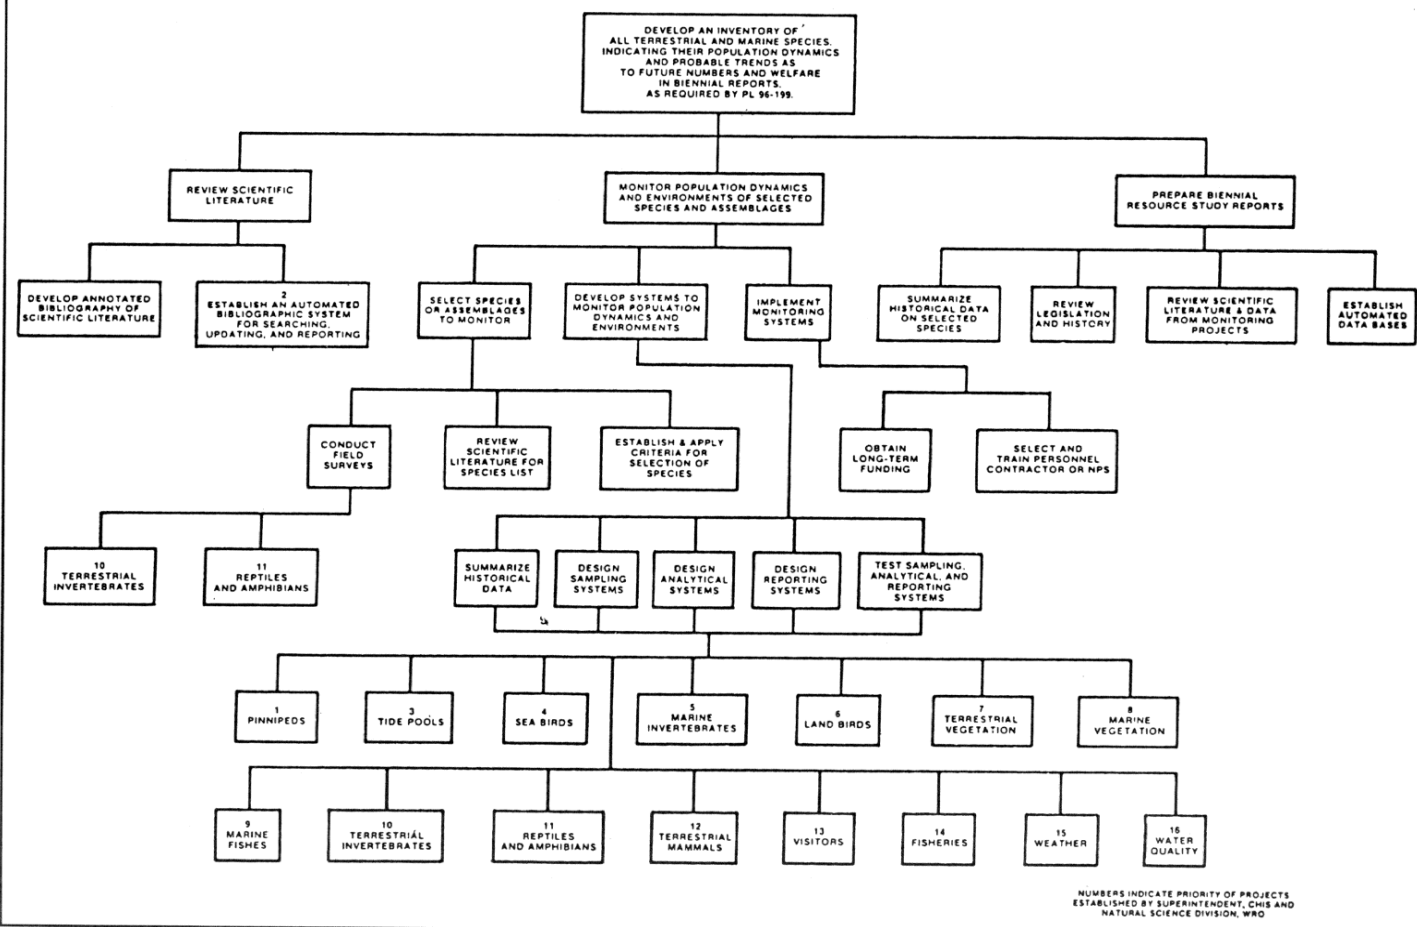 DEVELOP AN INVENTORY OF
ALL TERRESTRIAL AND MARINE SPECIES,
INDICATING THEIR POPULATION DYNAMICS
AND PROBABLE TRENDS AS
TO FUTURE NUMBERS AND WELFARE
IN BIENNIAL REPORTS,
AS REQUIRED BY PL 96-199.
REVIEW SCIENTIFIC
LITERATURE
MONITOR POPULATION DYNAMICS
AND ENVIRONMENTS OF SELECTED
SPECIES AND ASSEMBLAGES
PREPARE BIENNIAL
RESOURCE STUDY REPORTS
DEVELOP ANNOTATED
BIBLIOGRAPHY OF
SCIENTIFIC LITERATURE
2
ESTABLISH AN AUTOMATED
BIBLIOGRAPHIC SYSTEM
FOR SEARCHING,
UPDATING, AND REPORTING
SELECT SPECIES
OR ASSEMBLAGES
TO MONITOR
DEVELOP SYSTEMS TO
MONITOR POPULATION
DYNAMICS AND
ENVIRONMENTS
IMPLEMENT
MONITORING
SYSTEMS
SUMMARIZE
HISTORICAL DATA
ON SELECTED
SPECIES
REVIEW
LEGISLATION
AND HISTORY
REVIEW SCIENTIFIC
LITERATURE & DATA
FROM MONITORING
PROJECTS
ESTABLISH
AUTOMATED
DATA BASES
CONDUCT
FIELD
SURVEYS
REVIEW
SCIENTIFIC
LITERATURE FOR
SPECIES LIST
ESTABLISH & APPLY
CRITERIA FOR
SELECTION OF
SPECIES
OBTAIN
LONG-TERM
FUNDING
SELECT AND
TRAIN PERSONNEL
CONTRACTOR OR NPS
10
TERRESTRIAL
INVERTEBRATES
11
REPTILES
AND AMPHIBIANS
SUMMARIZE
HISTORICAL
DATA
DESIGN
SAMPLING
SYSTEMS
DESIGN
ANALYTICAL
SYSTEMS
DESIGN
REPORTING
SYSTEMS
TEST SAMPLING,
ANALYTICAL, AND
REPORTING
SYSTEMS
1
PINNIPEDS
3
TIDE POOLS
4
SEA BIRDS
5
MARINE
INVERTEBRATES
6
LAND BIRDS
7
TERRESTRIAL
VEGETATION
8
MARINE
VEGETATION
9
MARINE
FISHES
10
TERRESTRIAL
INVERTEBRATES
11
REPTILES
AND AMPHIBIANS
12
TERRESTRIAL
MAMMALS
13
VISITORS
14
FISHERIES
15
WEATHER
16
WATER
QUALITY
NUMBERS INDICATE PRIORITY OF PROJECTS
ESTABLISHED BY SUPERINTENDENT, CHIS AND
NATURAL SCIENCE DIVISION, WRO